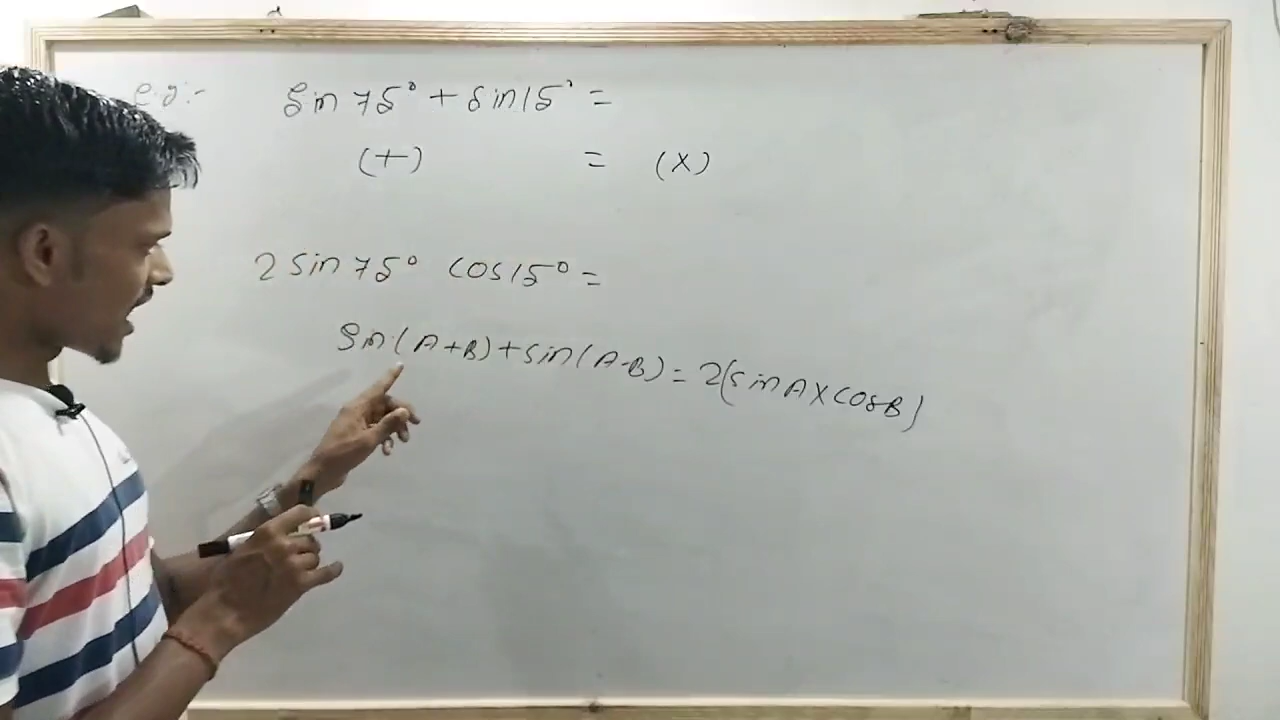 e.g:-
sin 75° + sin 15° =
(+) = (×)
2 sin 75° cos 15° =
sin(A+B)+sin(A-B)=2(sin A × cos B)